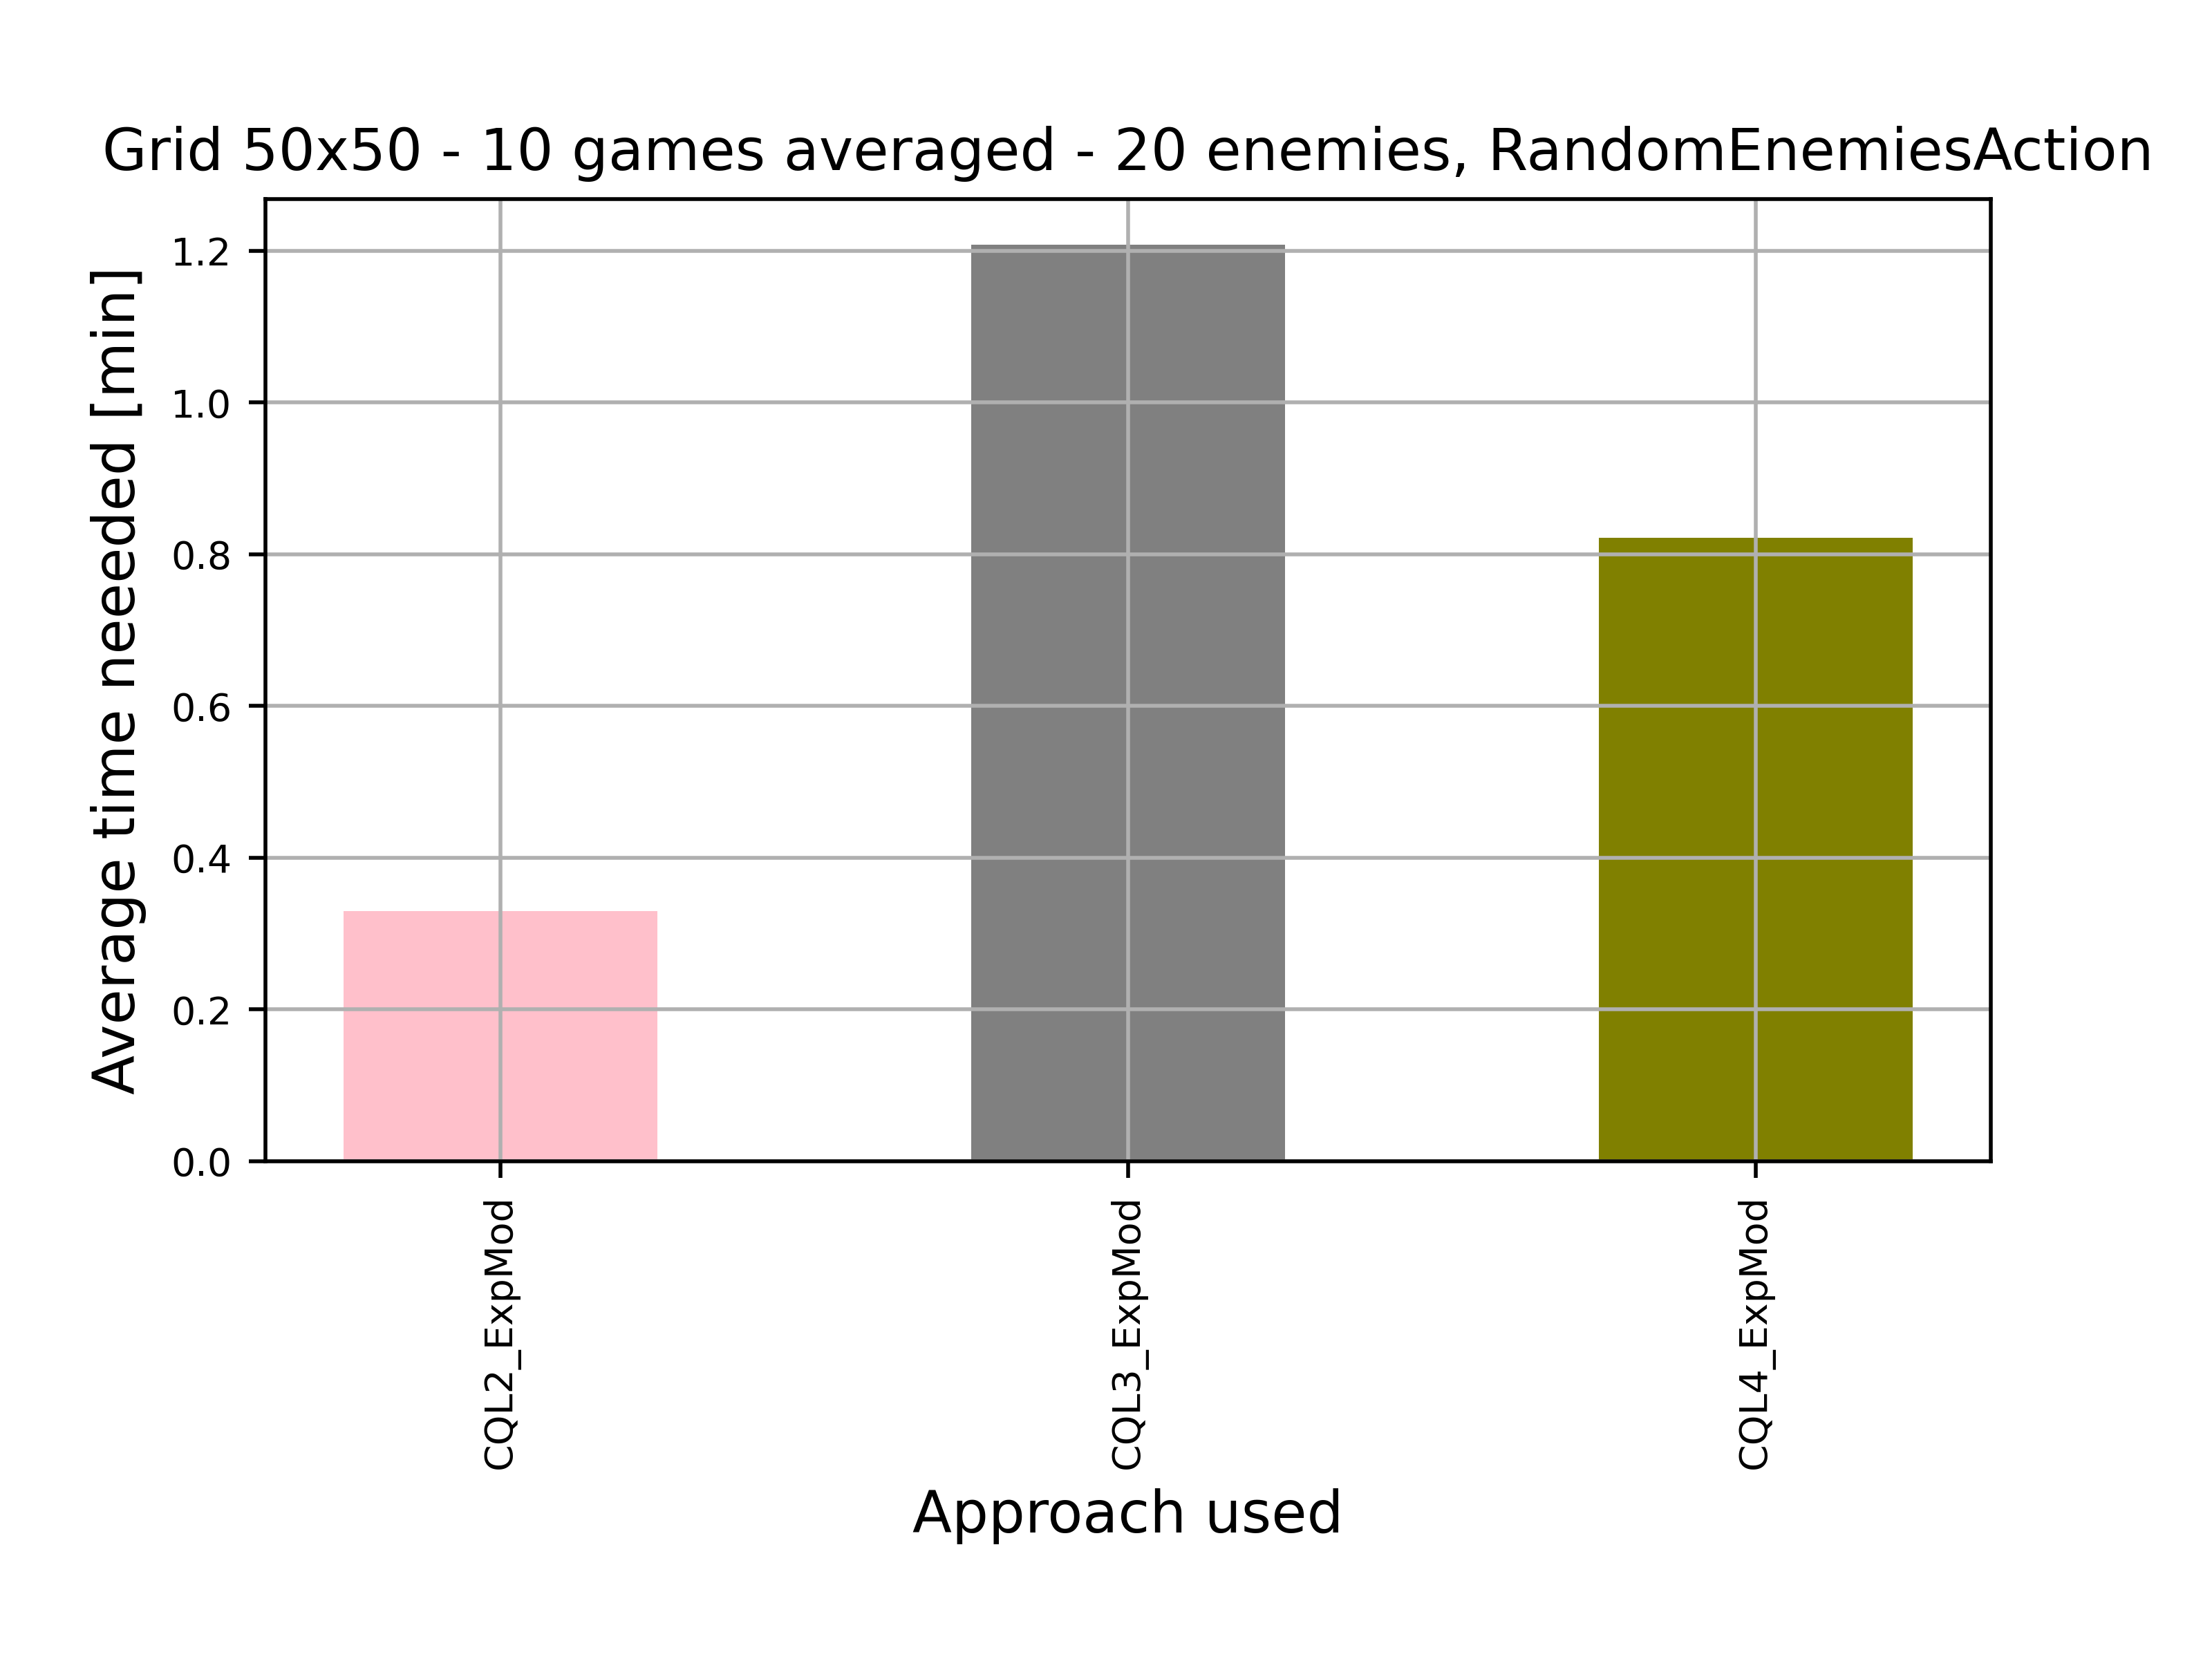 Grid 50x50 - 10 games averaged - 20 enemies, RandomEnemiesAction
Average time needed [min]
1.2
1.0
0.8
0.6
0.4
0.2
0.0
CQL2_ExpMod
CQL3_ExpMod
CQL4_ExpMod
Approach used